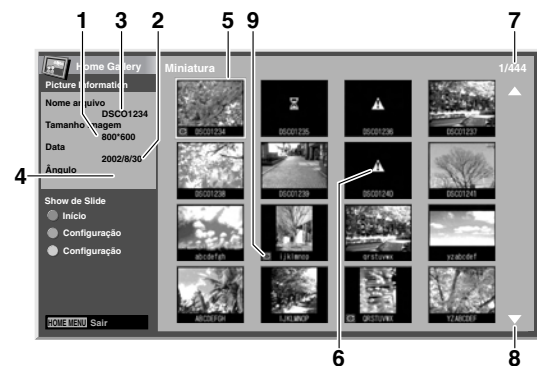 1 3 2 5 9 7
Home Gallery
Miniatura
1/444
Picture Information
Nome arquivo
DSCO1234
Tamanho imagem
800*600
Data
2002/8/30
Ângulo
4
Show de Slide
Início
Configuração
Configuração
HOME MENU Sair
DSC01234 DSC01235 DSC01236 DSC01237
DSC01238 DSC01239 DSC01240 DSC01241
abcdefgh ijklmnop qrstuvwx yzabcdef
ABCDEFGH IJKLMNOP QRSTUVWX YZABCDEF
6 8